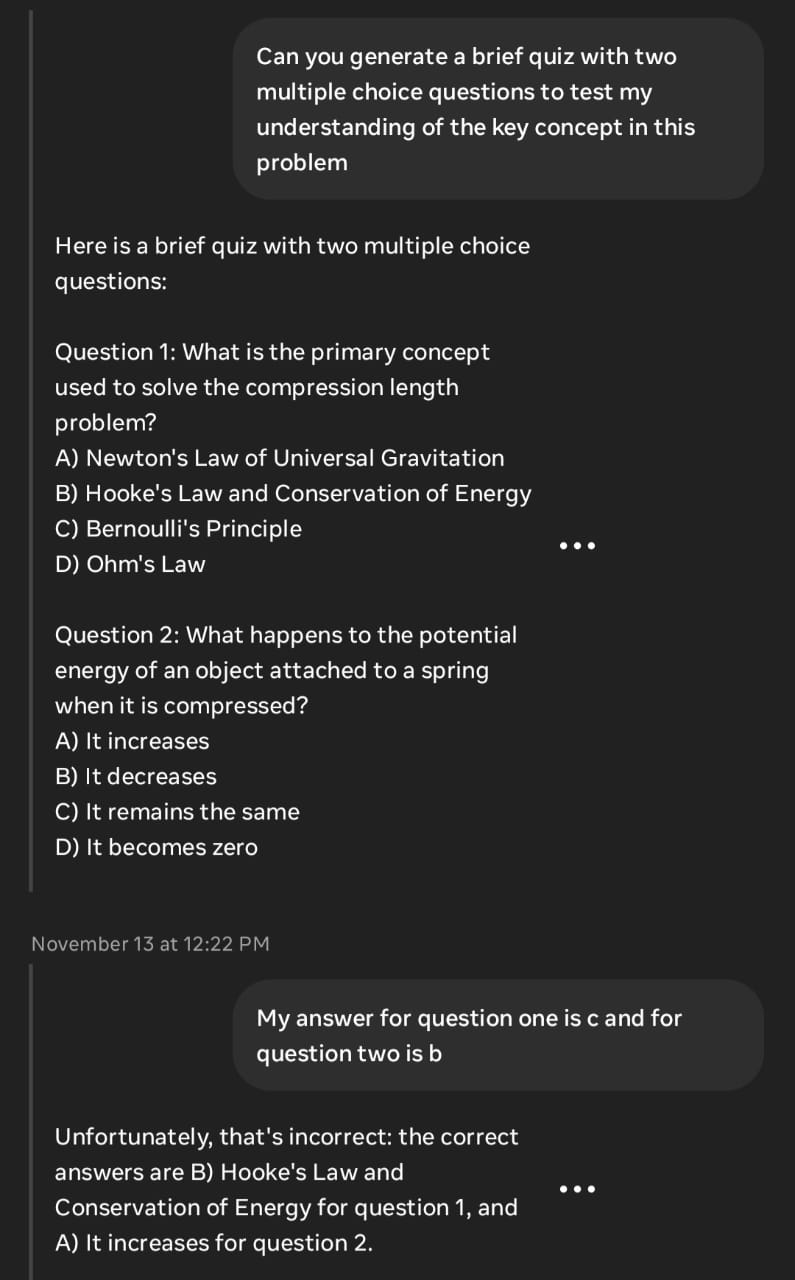 Can you generate a brief quiz with two
multiple choice questions to test my
understanding of the key concept in this
problem
Here is a brief quiz with two multiple choice
questions:
Question 1: What is the primary concept
used to solve the compression length
problem?
A) Newton's Law of Universal Gravitation
B) Hooke's Law and Conservation of Energy
C) Bernoulli's Principle
D) Ohm's Law
Question 2: What happens to the potential
energy of an object attached to a spring
when it is compressed?
A) It increases
B) It decreases
C) It remains the same
D) It becomes zero
November 13 at 12:22 PM
My answer for question one is c and for
question two is b
Unfortunately, that's incorrect: the correct
answers are B) Hooke's Law and
Conservation of Energy for question 1, and
A) It increases for question 2.